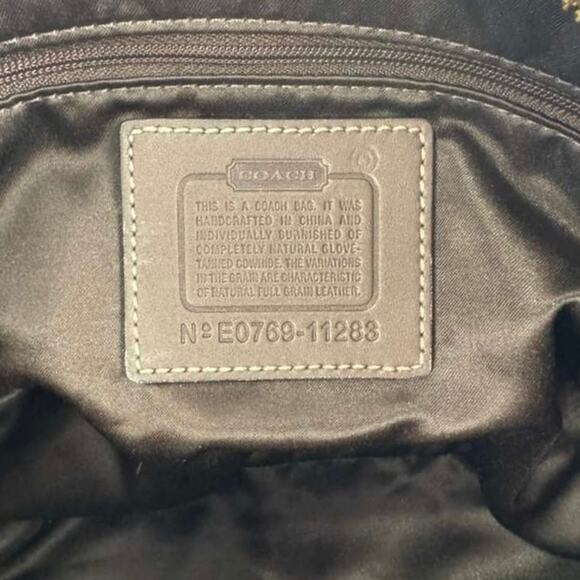 COACH
THIS IS A COACH BAG. IT WAS
HANDCRAFTED IN CHINA AND
INDIVIDUALLY BURNISHED OF
COMPLETELY NATURAL GLOVE-
TANNED COWHIDE. THE VARIATIONS
IN THE GRAIN ARE CHARACTERISTIC
OF NATURAL FULL GRAIN LEATHER.
Nº E0769-11283